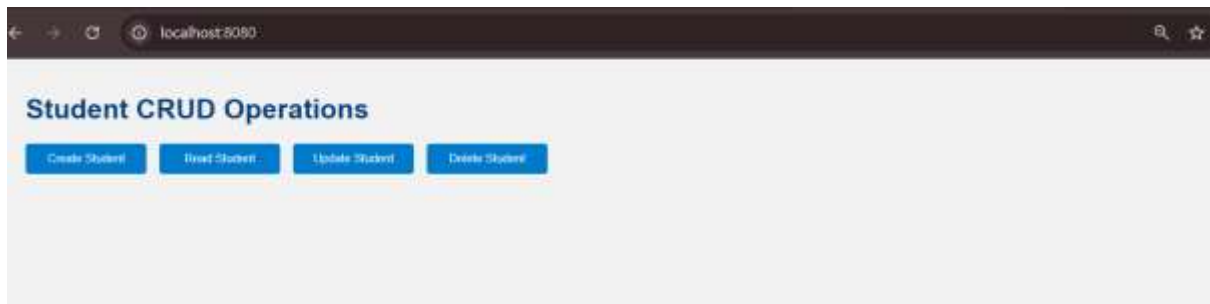 localhost:8080
Student CRUD Operations
Create Student Read Student Update Student Delete Student